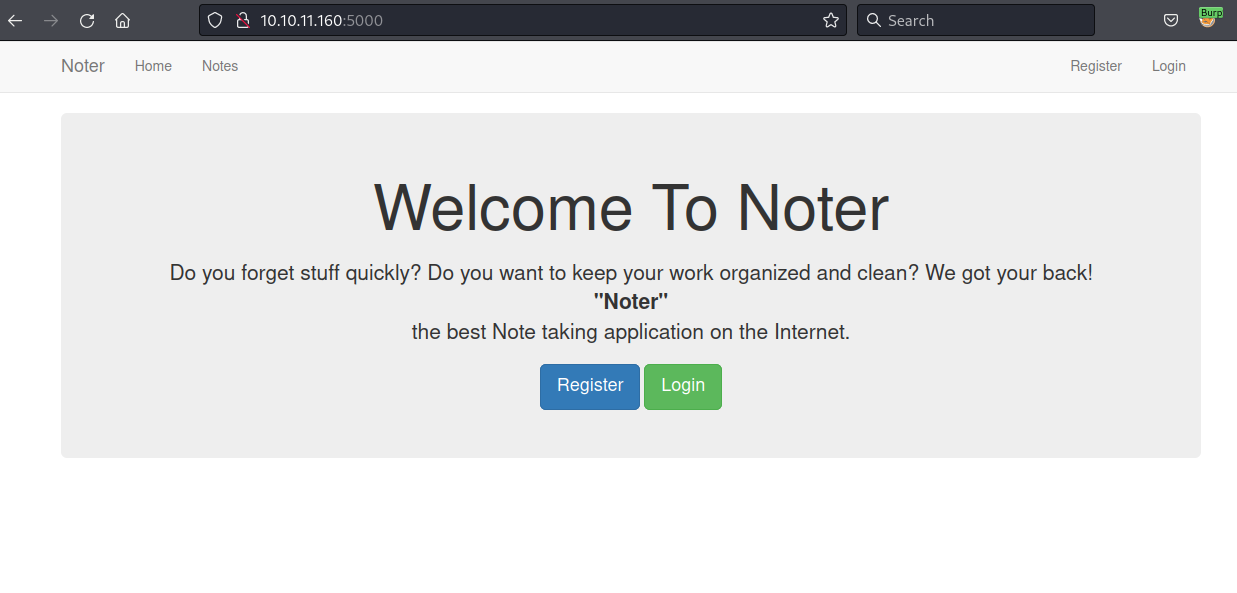 10.10.11.160:5000
Search
Burp
Noter Home Notes Register Login
Welcome To Noter
Do you forget stuff quickly? Do you want to keep your work organized and clean? We got your back!
"Noter"
the best Note taking application on the Internet.
Register Login